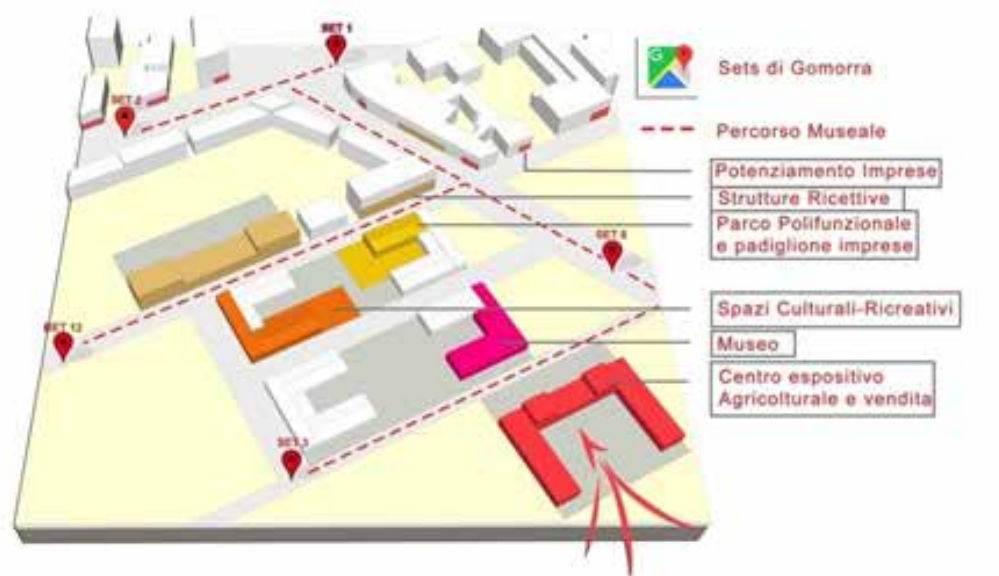 SET 1
SET 2
SET 5
SET 12
SET 3
G
Sets di Gomorra
Percorso Museale
Potenziamento Imprese
Strutture Ricettive
Parco Polifunzionale
e padiglione imprese
Spazi Culturali-Ricreativi
Museo
Centro espositivo
Agricolturale e vendita